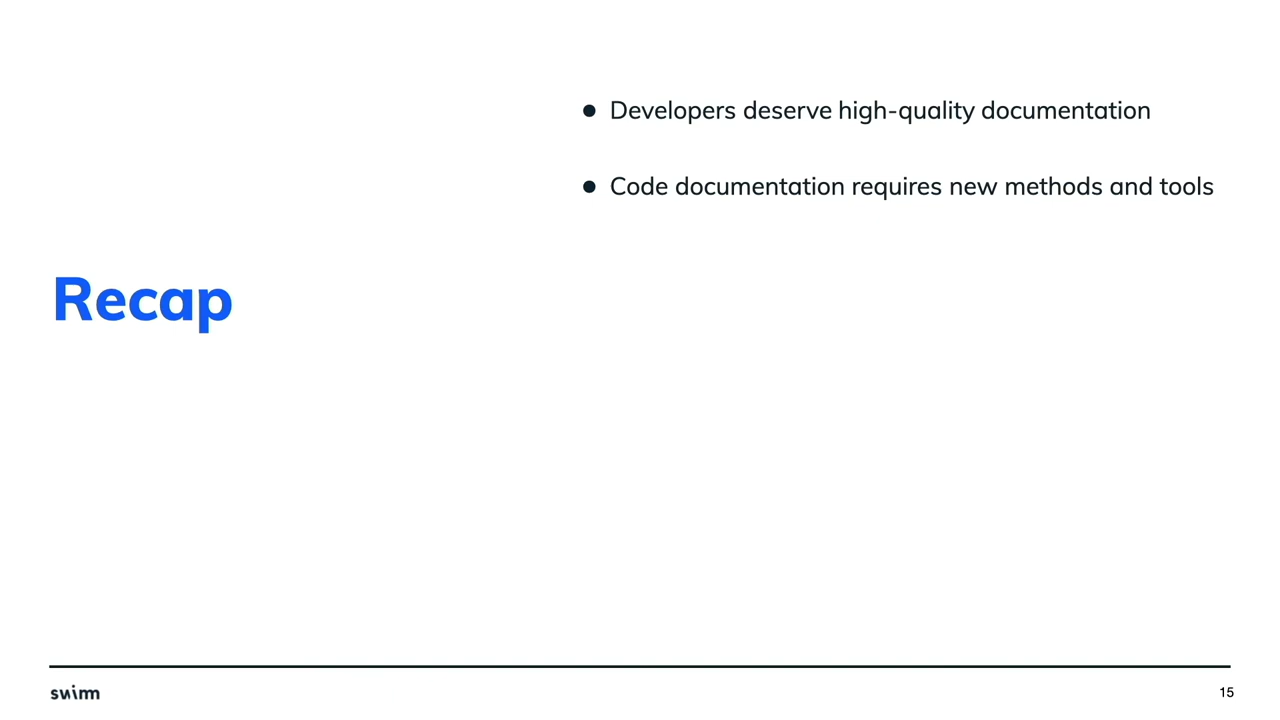 Developers deserve high-quality documentation
Code documentation requires new methods and tools
Recap
swimm
15